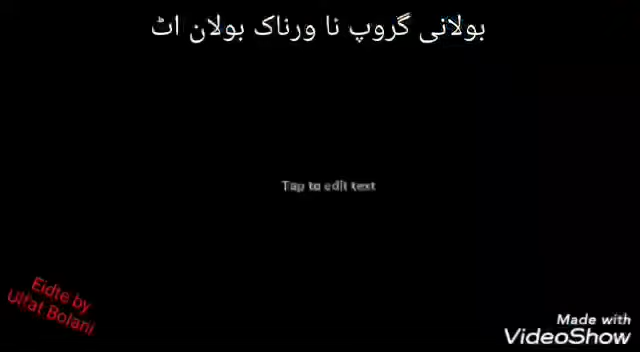 بولانی گروپ نا ورناک بولان اٹ
Tap to edit text
Eidte by
Ulfat Bolani
Made with
VideoShow